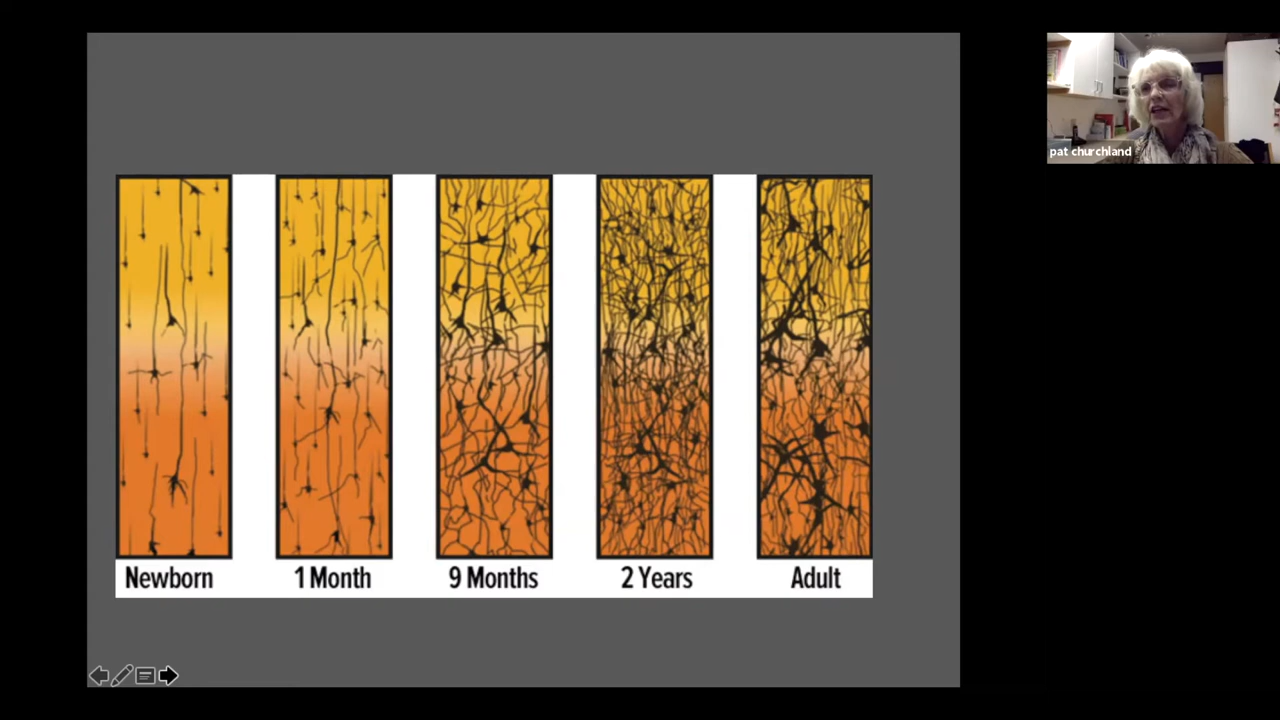 pat churchland
Newborn
1 Month
9 Months
2 Years
Adult